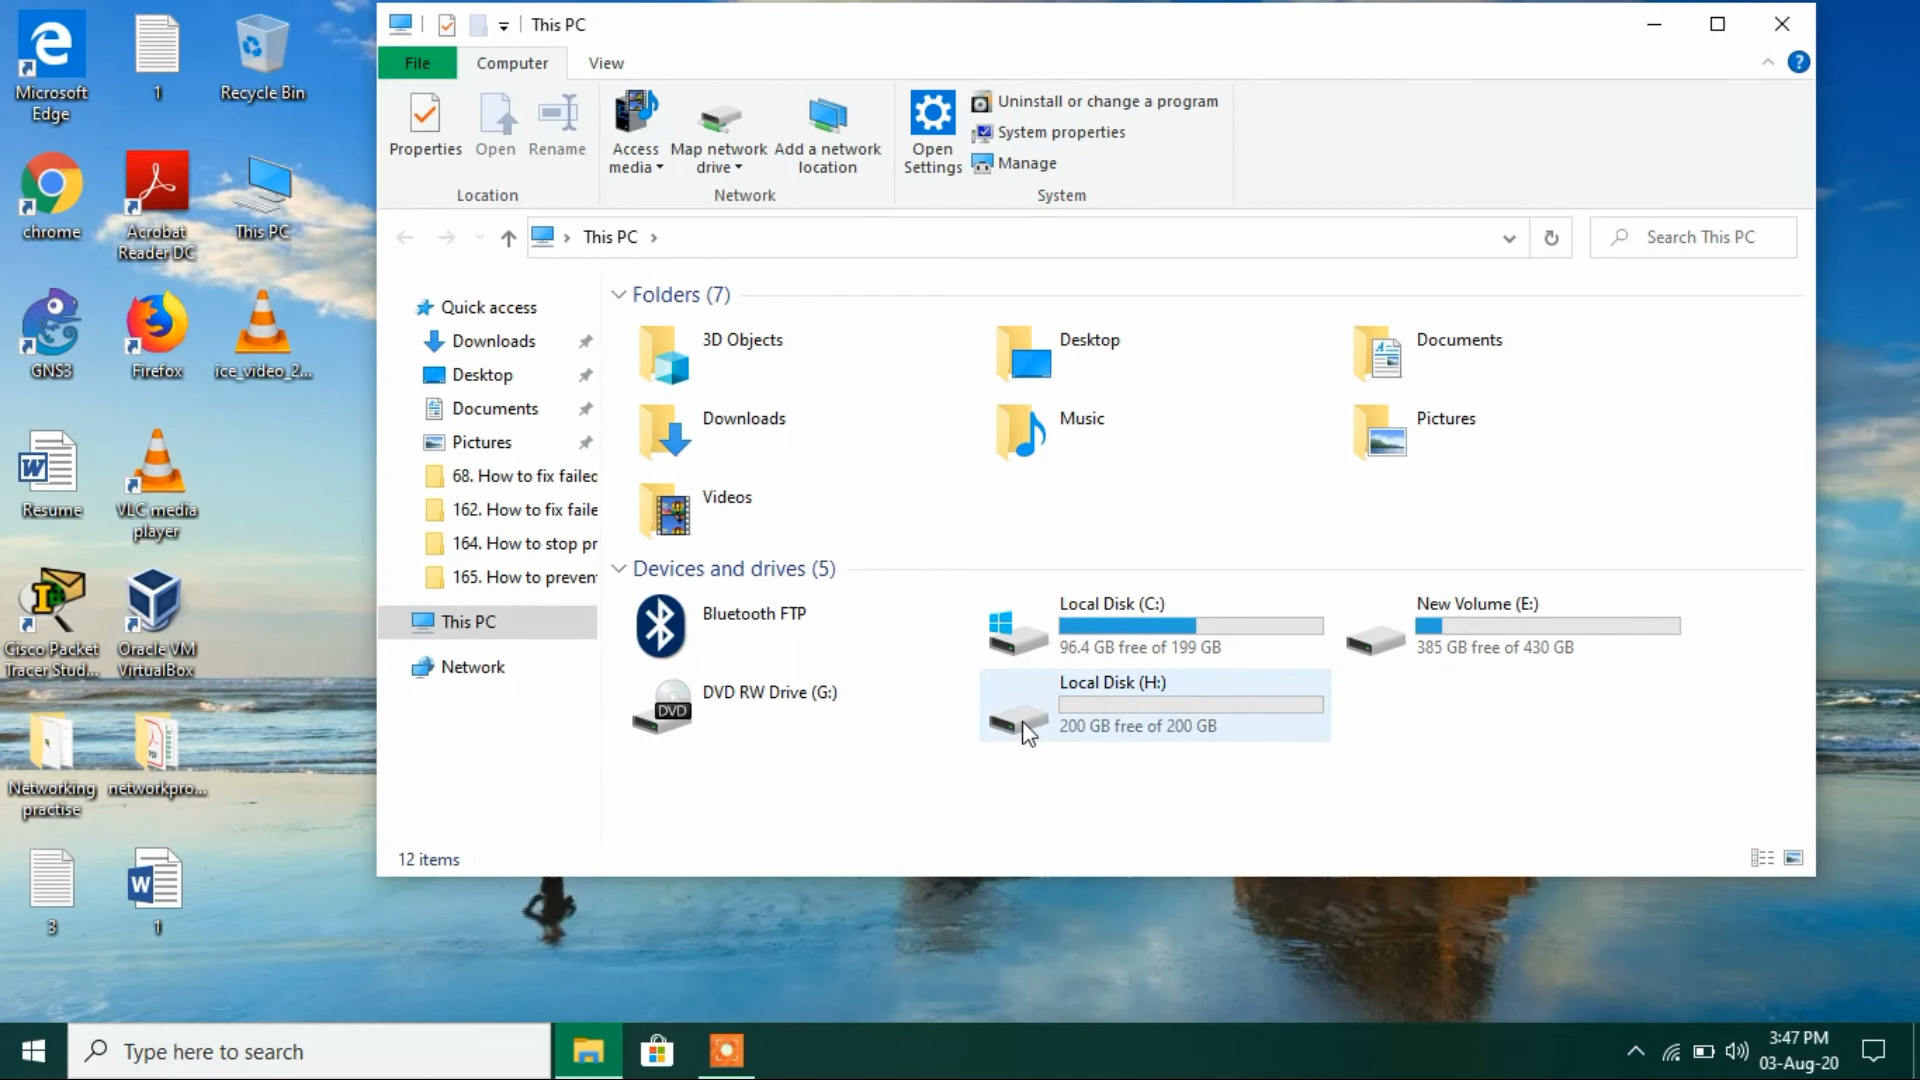 This PC
File
Computer
View
Properties
Open
Rename
Access
media
Map network
drive
Add a network
location
Open
Settings
Uninstall or change a program
System properties
Manage
Location
Network
System
This PC
Search This PC
Quick access
Downloads
Desktop
Documents
Pictures
68. How to fix failed
162. How to fix faile
164. How to stop pr
165. How to preven
This PC
Network
Folders (7)
3D Objects
Desktop
Documents
Downloads
Music
Pictures
Videos
Devices and drives (5)
Bluetooth FTP
Local Disk (C:)
96.4 GB free of 199 GB
New Volume (E:)
385 GB free of 430 GB
DVD
DVD RW Drive (G:)
Local Disk (H:)
200 GB free of 200 GB
12 items
Microsoft
Edge
1
Recycle Bin
chrome
Acrobat
Reader DC
This PC
GNS3
Firefox
ice_video_2...
W
Resume
VLC media
player
Cisco Packet
Tracer Stud...
Oracle VM
VirtualBox
Networking
practise
PDF
networkpro...
3
W
1
Type here to search
3:47 PM
03-Aug-20